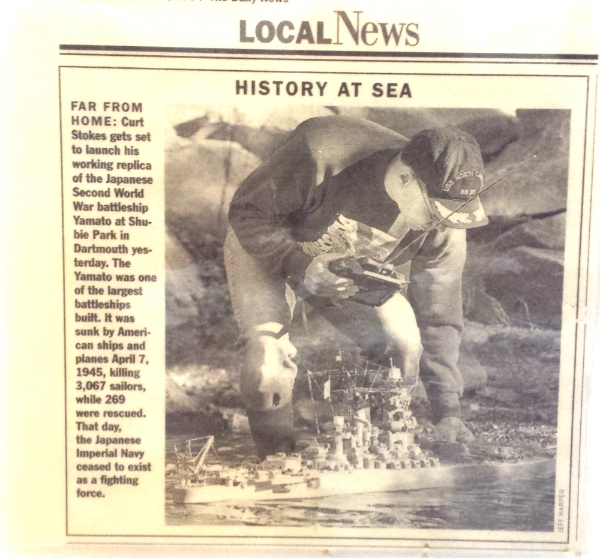 The Daily News
LOCALNews
HISTORY AT SEA
FAR FROM
HOME: Curt
Stokes gets set
to launch his
working replica
of the Japanese
Second World
War battleship
Yamato at Shu-
bie Park in
Dartmouth yes-
terday. The
Yamato was one
of the largest
battleships
built. It was
sunk by Ameri-
can ships and
planes April 7,
1945, killing
3,067 sailors,
while 269
were rescued.
That day,
the Japanese
Imperial Navy
ceased to exist
as a fighting
force.
USS NORTH
JEFF HARPER